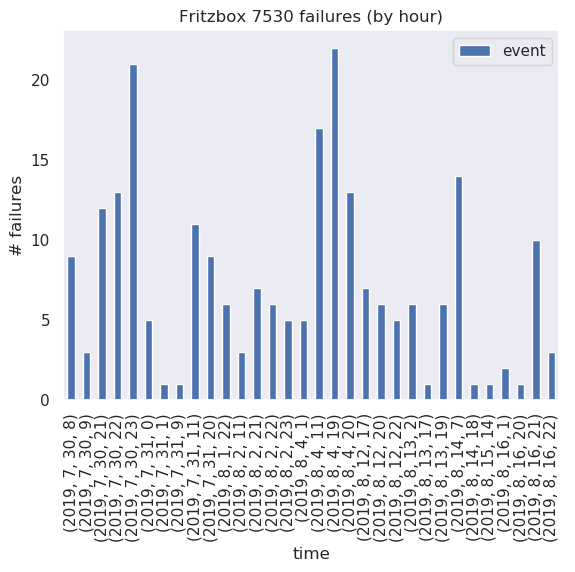 Fritzbox 7530 failures (by hour)
event
# failures
20
15
10
5
0
(2019, 7, 30, 8)
(2019, 7, 30, 9)
(2019, 7, 30, 21)
(2019, 7, 30, 22)
(2019, 7, 30, 23)
(2019, 7, 31, 0)
(2019, 7, 31, 1)
(2019, 7, 31, 9)
(2019, 7, 31, 11)
(2019, 7, 31, 20)
(2019, 8, 1, 22)
(2019, 8, 2, 11)
(2019, 8, 2, 21)
(2019, 8, 2, 22)
(2019, 8, 2, 23)
(2019, 8, 4, 1)
(2019, 8, 4, 11)
(2019, 8, 4, 19)
(2019, 8, 4, 20)
(2019, 8, 12, 17)
(2019, 8, 12, 20)
(2019, 8, 12, 22)
(2019, 8, 13, 2)
(2019, 8, 13, 17)
(2019, 8, 13, 19)
(2019, 8, 14, 7)
(2019, 8, 14, 18)
(2019, 8, 15, 14)
(2019, 8, 16, 1)
(2019, 8, 16, 20)
(2019, 8, 16, 21)
(2019, 8, 16, 22)
time